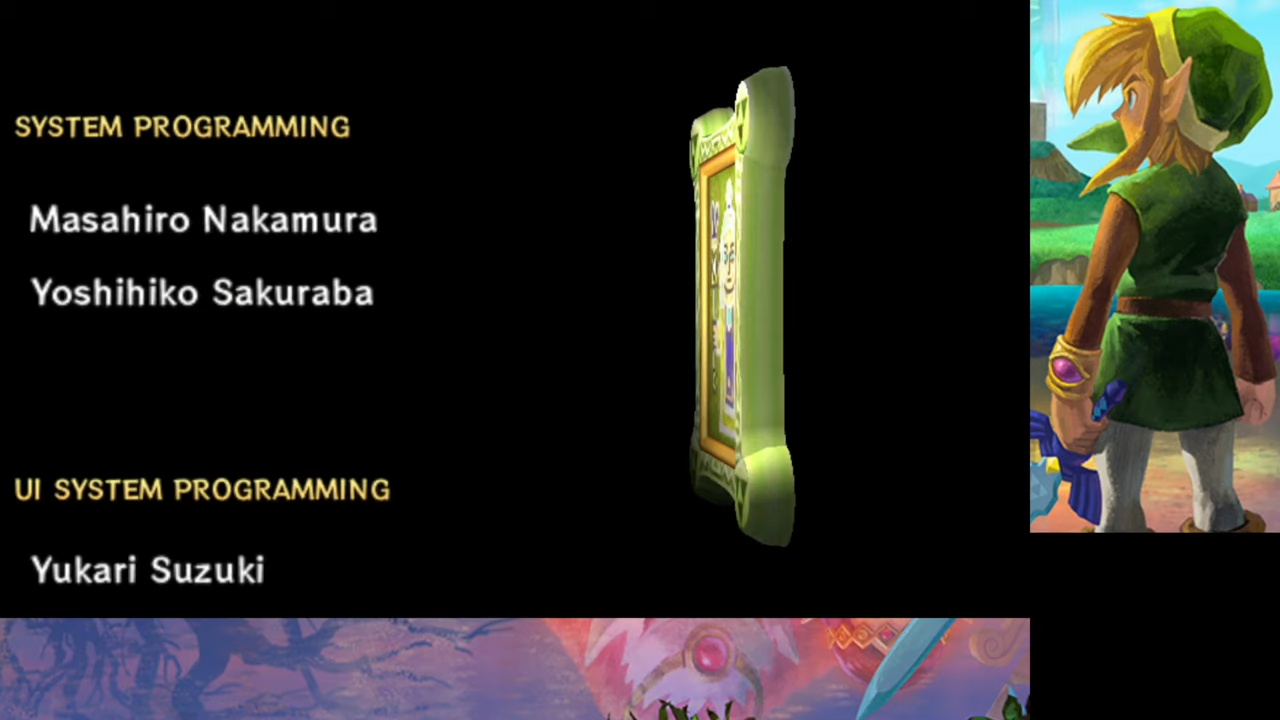 SYSTEM PROGRAMMING
Masahiro Nakamura
Yoshihiko Sakuraba
UI SYSTEM PROGRAMMING
Yukari Suzuki